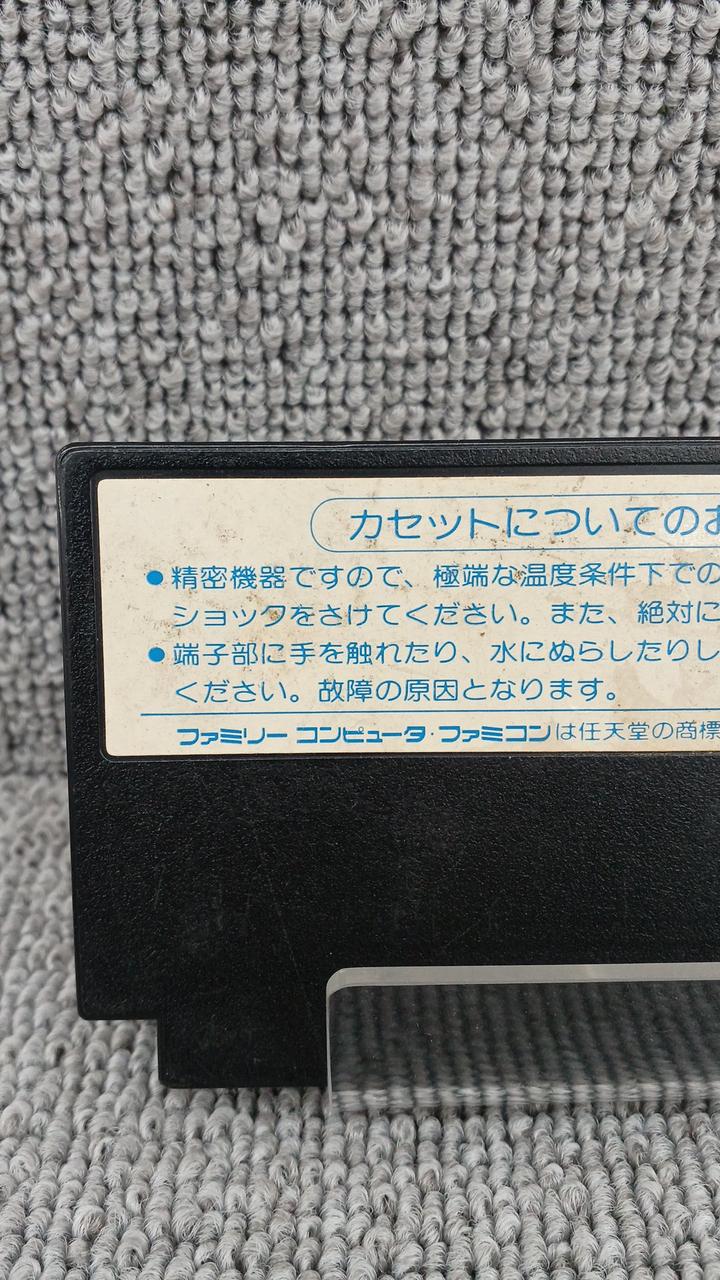 カセットについてのお
●精密機器ですので、極端な温度条件下での
ショックをさけてください。また、絶対に
●端子部に手を触れたり、水にぬらしたりし
ください。故障の原因となります。
ファミリー コンピュータ・ファミコンは任天堂の商標